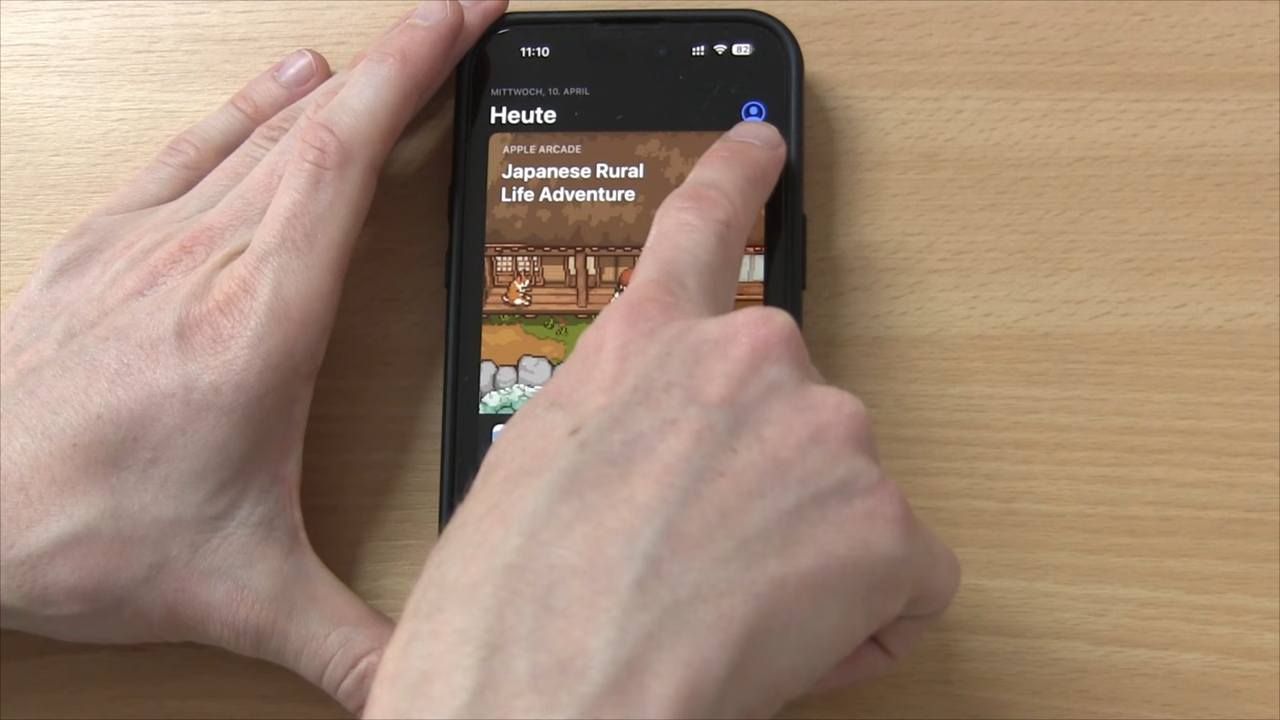 11:10
82
MITTWOCH, 10. APRIL
Heute
APPLE ARCADE
Japanese Rural
Life Adventure